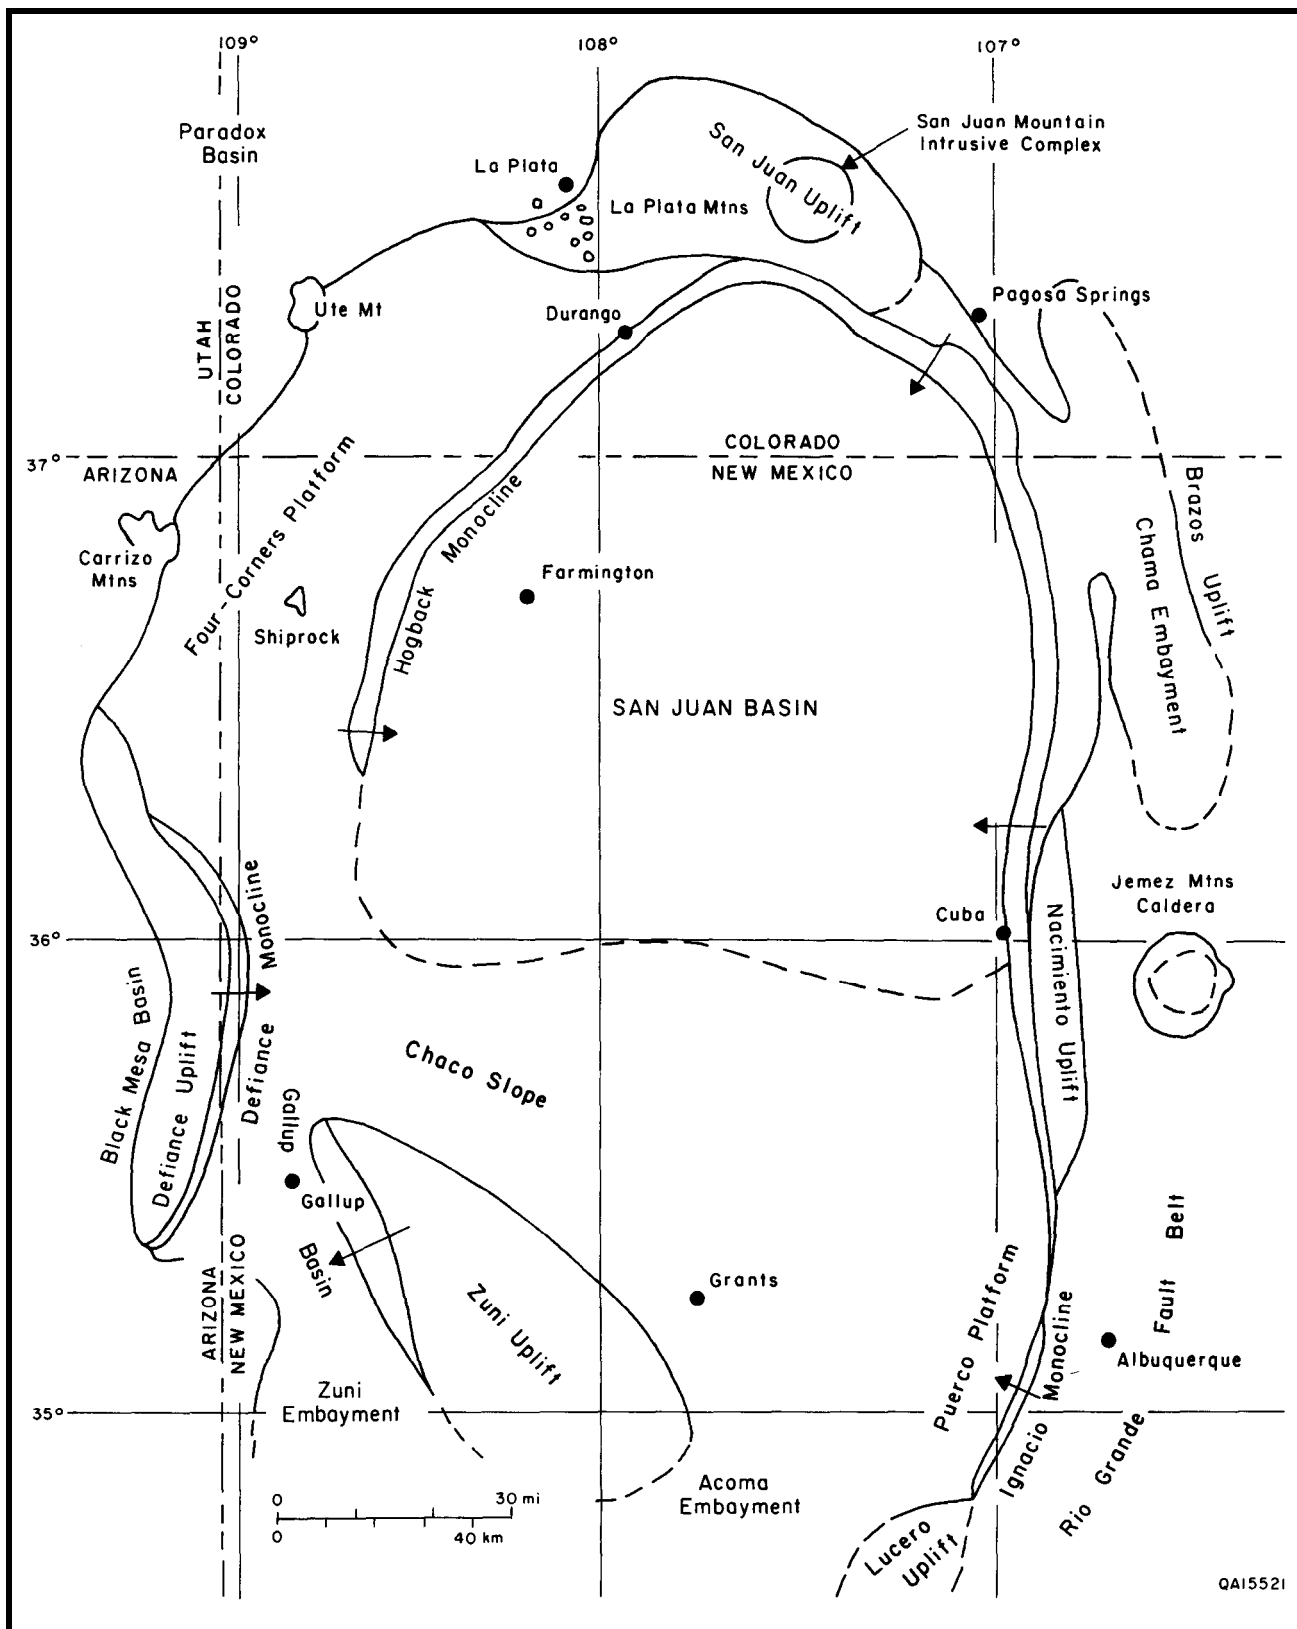 109°
108°
107°
Paradox
Basin
San Juan Mountain
Intrusive Complex
San Juan Uplift
La Plata
La Plata Mtns
Ute Mt
Durango
Pagosa Springs
UTAH
COLORADO
37°
ARIZONA
COLORADO
NEW MEXICO
Four-Corners Platform
Hogback Monocline
Brazos Uplift
Chama Embayment
Carrizo
Mtns
Farmington
Shiprock
SAN JUAN BASIN
Jemez Mtns
Caldera
Cuba
36°
Nacimiento Uplift
Black Mesa Basin
Defiance Uplift
Defiance Monocline
Chaco Slope
Gallup
Basin
Gallup
Zuni Uplift
Grants
Puerco Platform
Ignacio Monocline
Rio Grande
Fault Belt
Albuquerque
ARIZONA
NEW MEXICO
Zuni
Embayment
35°
Acoma
Embayment
Lucero
Uplift
0
30 mi
0
40 km
QA15521